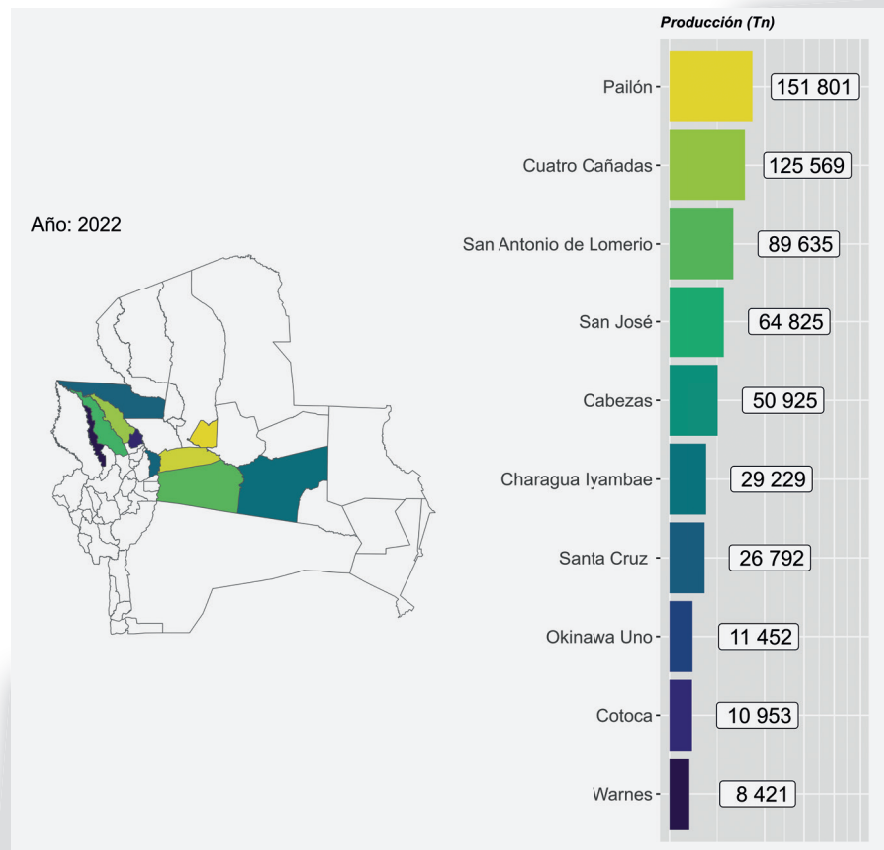 Producción (Tn)
Pailón
151 801
Cuatro Cañadas
125 569
Año: 2022
San Antonio de Lomerio
89 635
San José
64 825
Cabezas
50 925
Charagua Iyambae
29 229
Santa Cruz
26 792
Okinawa Uno
11 452
Cotoca
10 953
Warnes
8 421